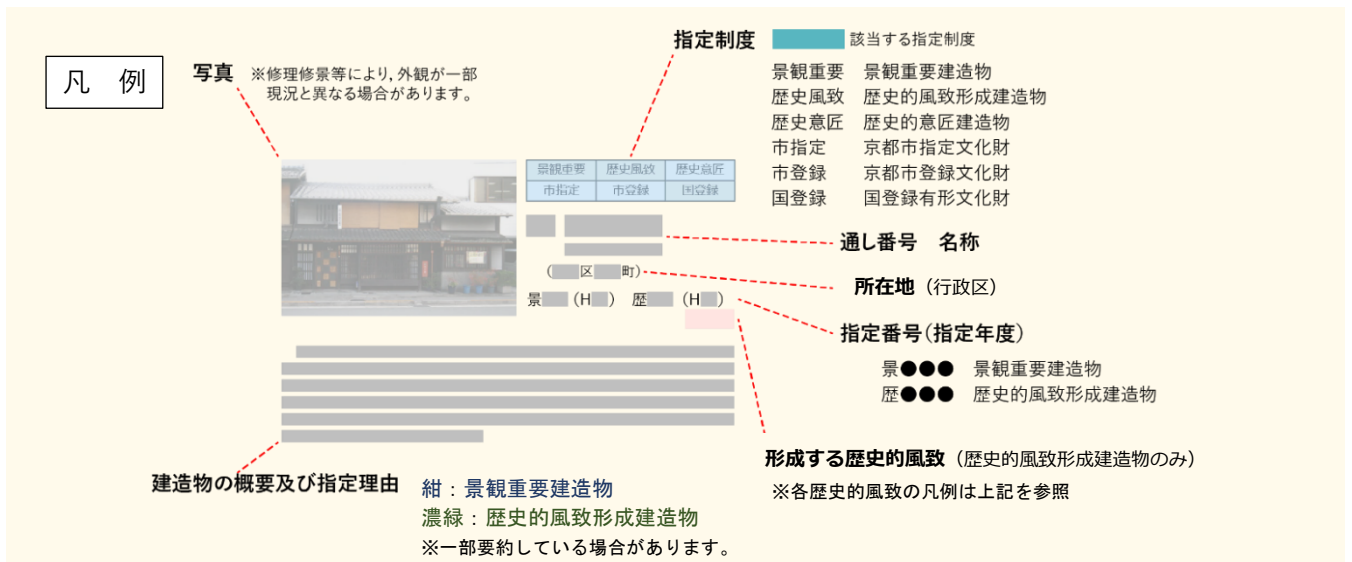 凡　例
写真　※修理修景等により，外観が一部
現況と異なる場合があります。
指定制度
該当する指定制度
景観重要　景観重要建造物
歴史風致　歴史的風致形成建造物
歴史意匠　歴史的意匠建造物
市指定　京都市指定文化財
市登録　京都市登録文化財
国登録　国登録有形文化財
景観重要　歴史風致　歴史意匠
市指定　市登録　国登録
通し番号　名称
（　区　町）
所在地（行政区）
景　（H　）　歴　（H　）
指定番号（指定年度）
景●●●　景観重要建造物
歴●●●　歴史的風致形成建造物
形成する歴史的風致（歴史的風致形成建造物のみ）
※各歴史的風致の凡例は上記を参照
建造物の概要及び指定理由
紺：景観重要建造物
濃緑：歴史的風致形成建造物
※一部要約している場合があります。